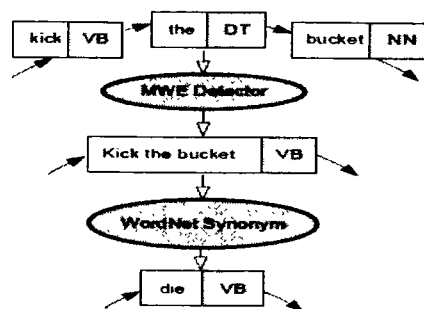 kick VB the DT bucket NN
MWE Detector
Kick the bucket VB
WordNet Synonym
die VB